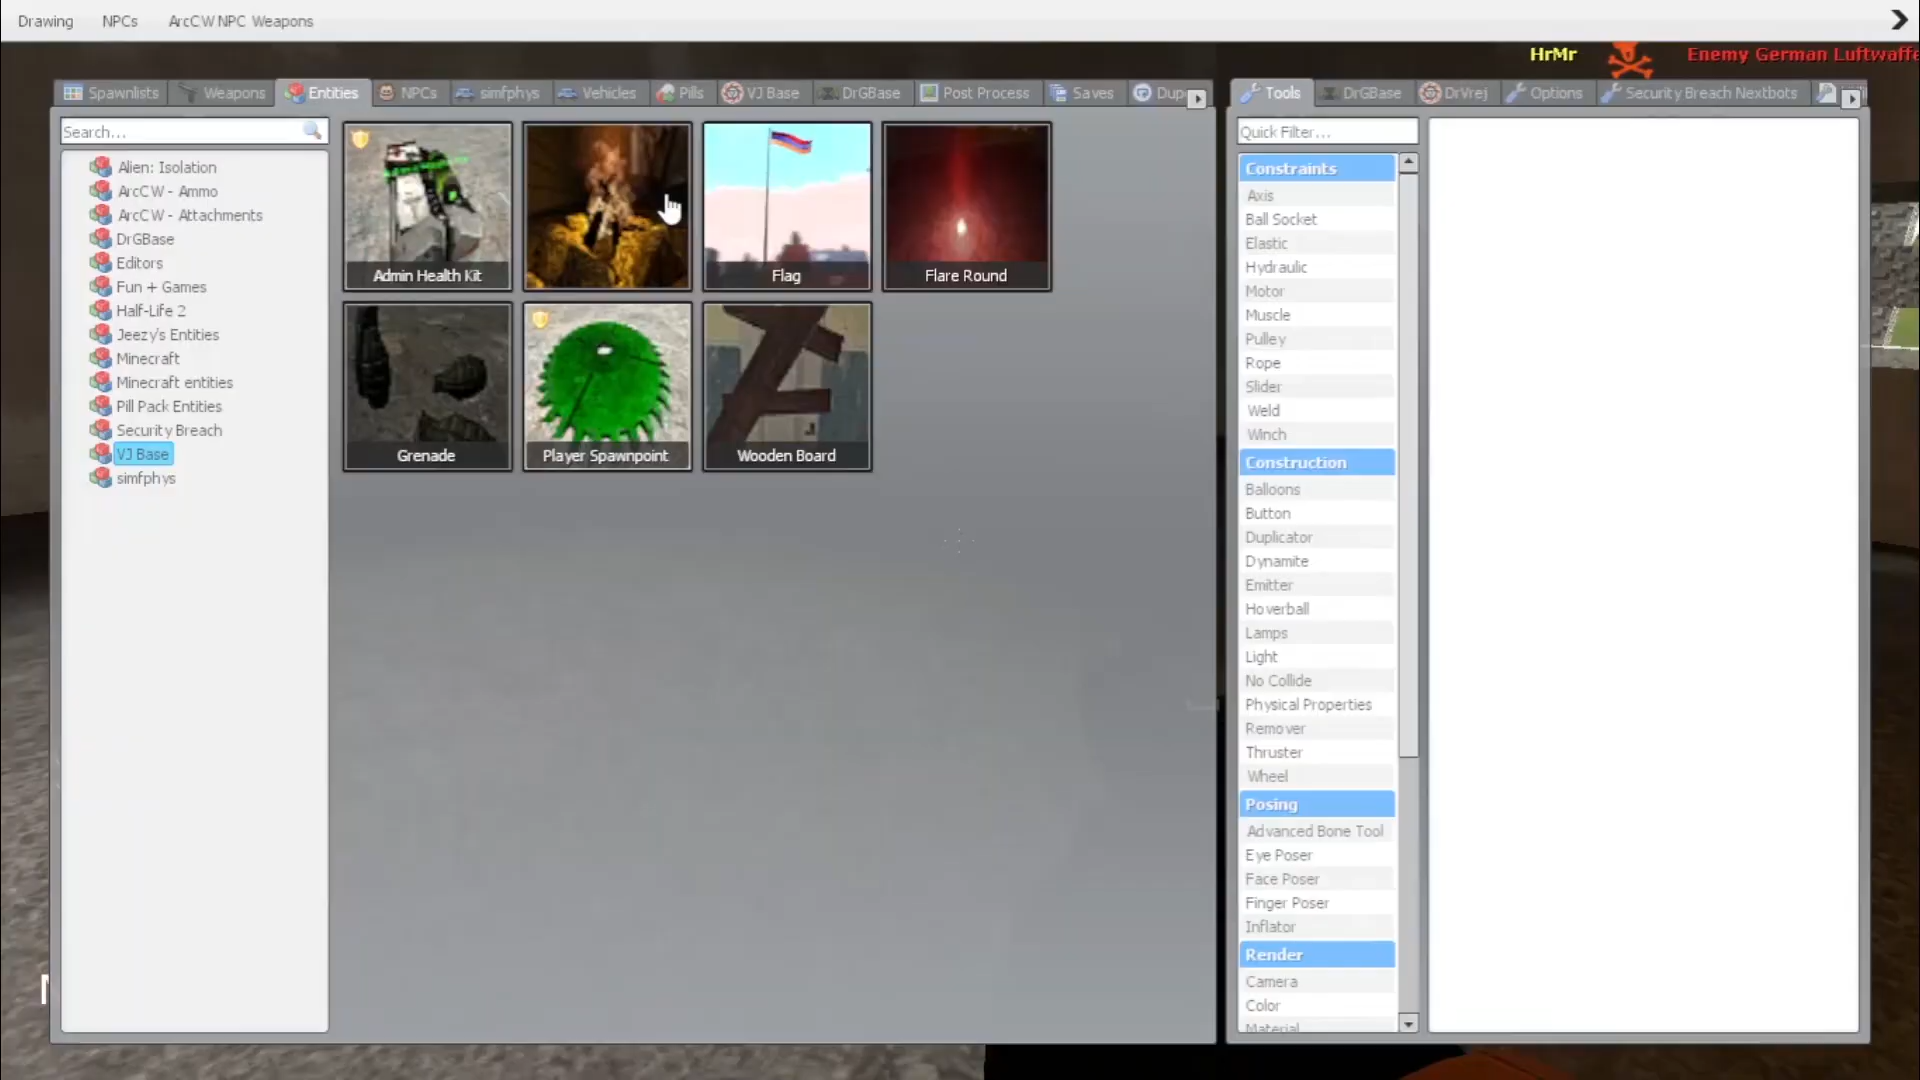 Drawing NPCs ArcCW NPC Weapons
HrMr Enemy German Luftwaffe
Spawnlists Weapons Entities NPCs simfphys Vehicles Pills VJ Base DrGBase Post Process Saves Dup
Tools DrGBase DrVrej Options Security Breach Nextbots
Search...
Alien: Isolation
ArcCW - Ammo
ArcCW - Attachments
DrGBase
Editors
Fun + Games
Half-Life 2
Jeezy's Entities
Minecraft
Minecraft entities
Pill Pack Entities
Security Breach
VJ Base
simfphys
Admin Health Kit
Flag
Flare Round
Grenade
Player Spawnpoint
Wooden Board
Quick Filter...
Constraints
Axis
Ball Socket
Elastic
Hydraulic
Motor
Muscle
Pulley
Rope
Slider
Weld
Winch
Construction
Balloons
Button
Duplicator
Dynamite
Emitter
Hoverball
Lamps
Light
No Collide
Physical Properties
Remover
Thruster
Wheel
Posing
Advanced Bone Tool
Eye Poser
Face Poser
Finger Poser
Inflator
Render
Camera
Color
Material